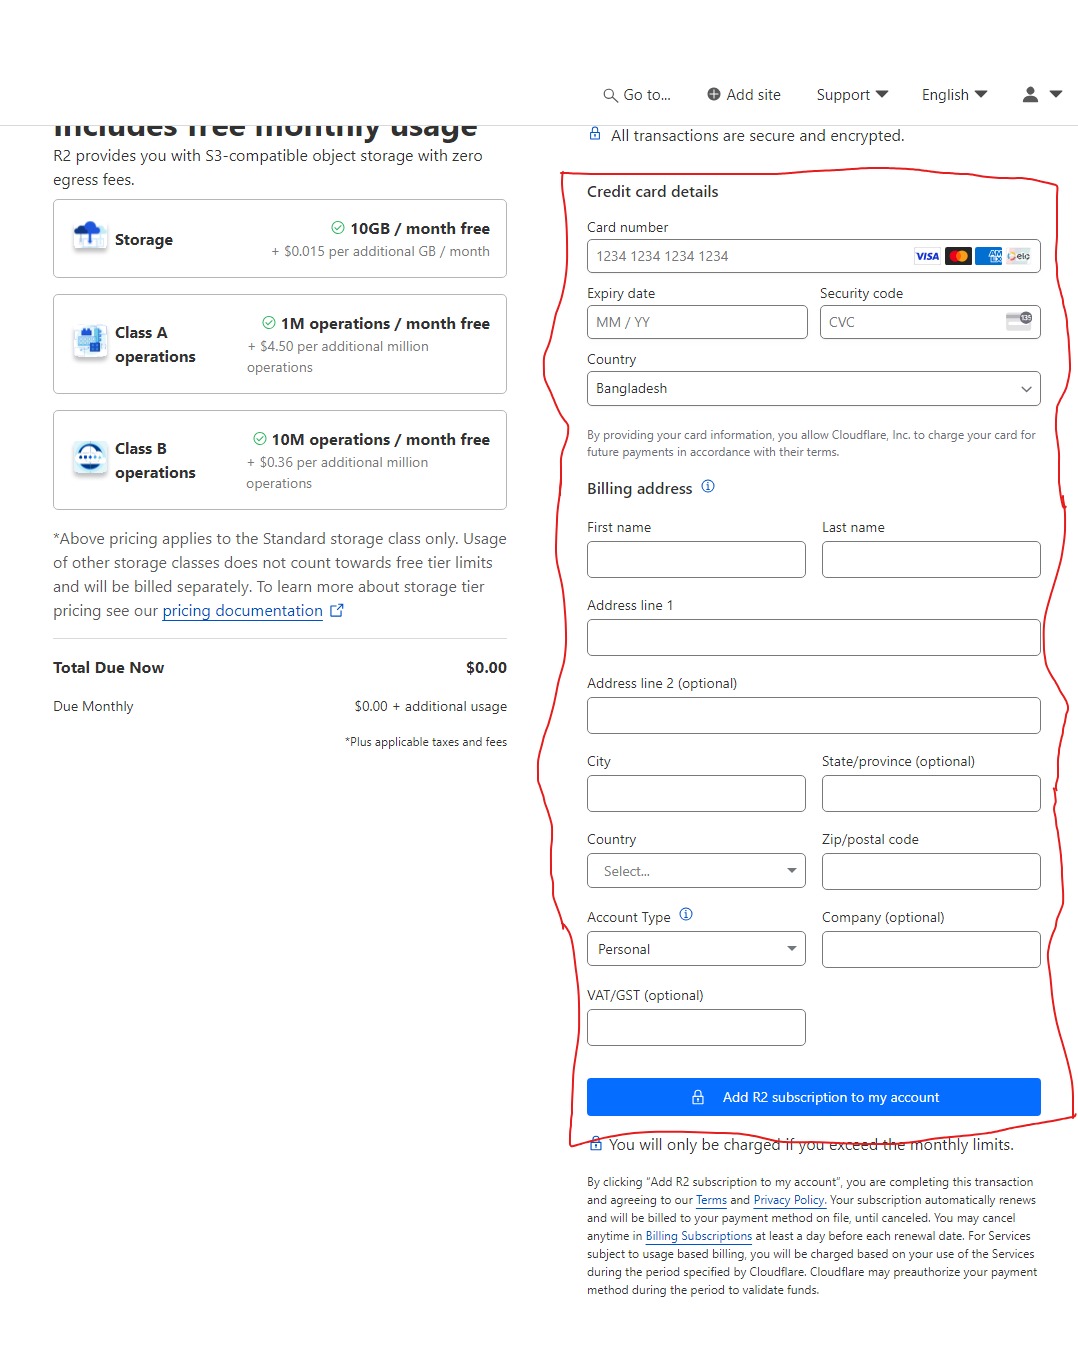 Go to...
Add site
Support
English
includes free monthly usage
R2 provides you with S3-compatible object storage with zero
egress fees.
Storage
10GB / month free
+ $0.015 per additional GB / month
Class A
operations
1M operations / month free
+ $4.50 per additional million
operations
Class B
operations
10M operations / month free
+ $0.36 per additional million
operations
*Above pricing applies to the Standard storage class only. Usage
of other storage classes does not count towards free tier limits
and will be billed separately. To learn more about storage tier
pricing see our pricing documentation
Total Due Now $0.00
Due Monthly $0.00 + additional usage
*Plus applicable taxes and fees
All transactions are secure and encrypted.
Credit card details
Card number
1234 1234 1234 1234
VISA
AM
EX
elo
Expiry date
Security code
MM / YY
CVC
135
Country
Bangladesh
By providing your card information, you allow Cloudflare, Inc. to charge your card for
future payments in accordance with their terms.
Billing address
First name
Last name
Address line 1
Address line 2 (optional)
City
State/province (optional)
Country
Zip/postal code
Select...
Account Type
Company (optional)
Personal
VAT/GST (optional)
Add R2 subscription to my account
You will only be charged if you exceed the monthly limits.
By clicking "Add R2 subscription to my account", you are completing this transaction
and agreeing to our Terms and Privacy Policy. Your subscription automatically renews
and will be billed to your payment method on file, until canceled. You may cancel
anytime in Billing Subscriptions at least a day before each renewal date. For Services
subject to usage based billing, you will be charged based on your use of the Services
during the period specified by Cloudflare. Cloudflare may preauthorize your payment
method during the period to validate funds.